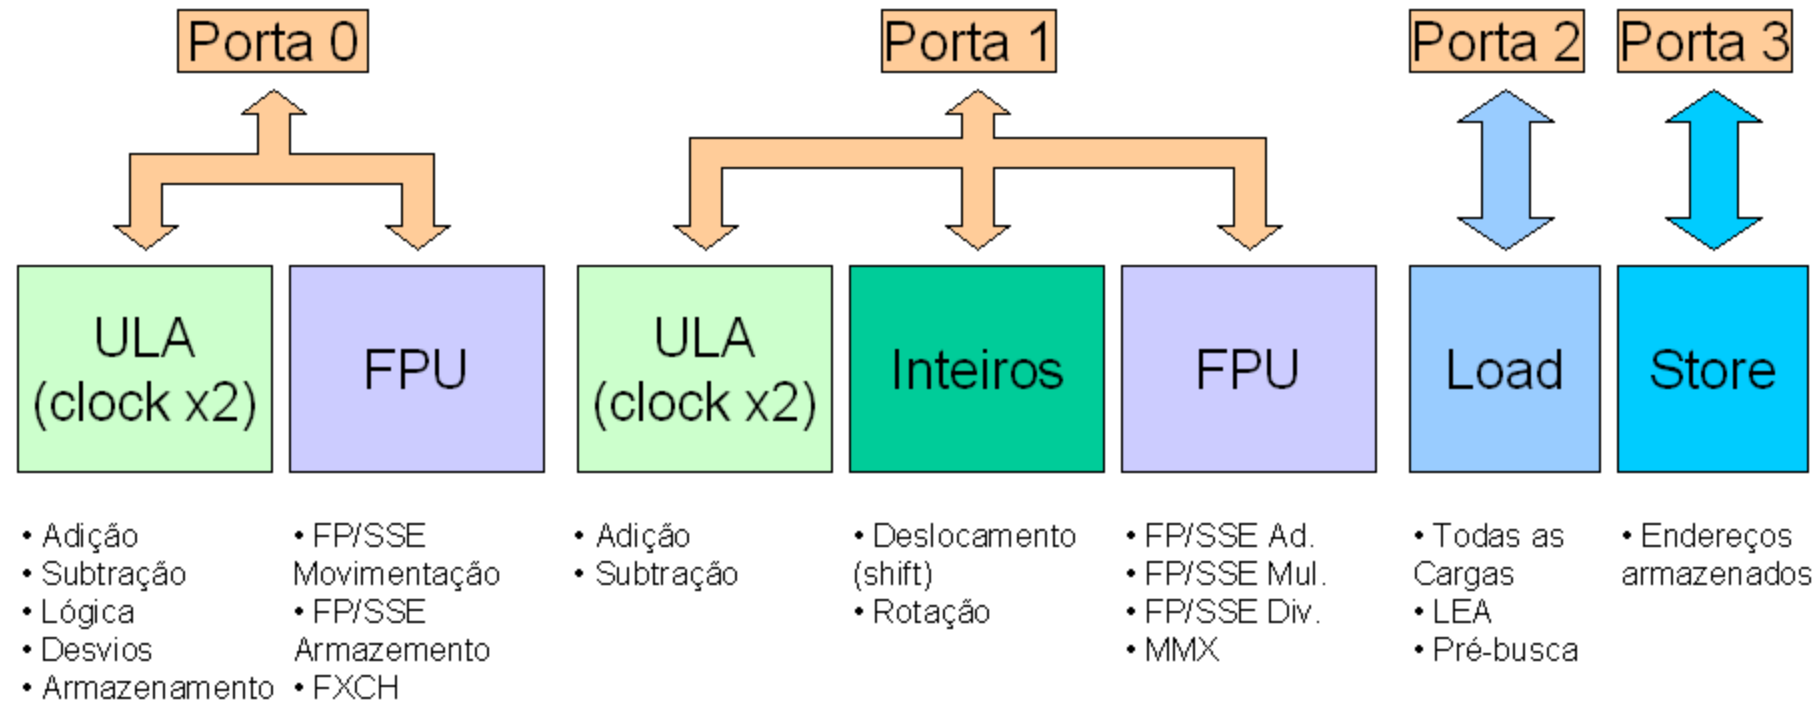 Porta 0
Porta 1
Porta 2
Porta 3
ULA
(clock x2)
FPU
ULA
(clock x2)
Inteiros
FPU
Load
Store
• Adição
• Subtração
• Lógica
• Desvios
• Armazenamento
• FP/SSE
Movimentação
• FP/SSE
Armazemento
• FXCH
• Adição
• Subtração
• Deslocamento
(shift)
• Rotação
• FP/SSE Ad.
• FP/SSE Mul.
• FP/SSE Div.
• MMX
• Todas as
Cargas
• LEA
• Pré-busca
• Endereços
armazenados